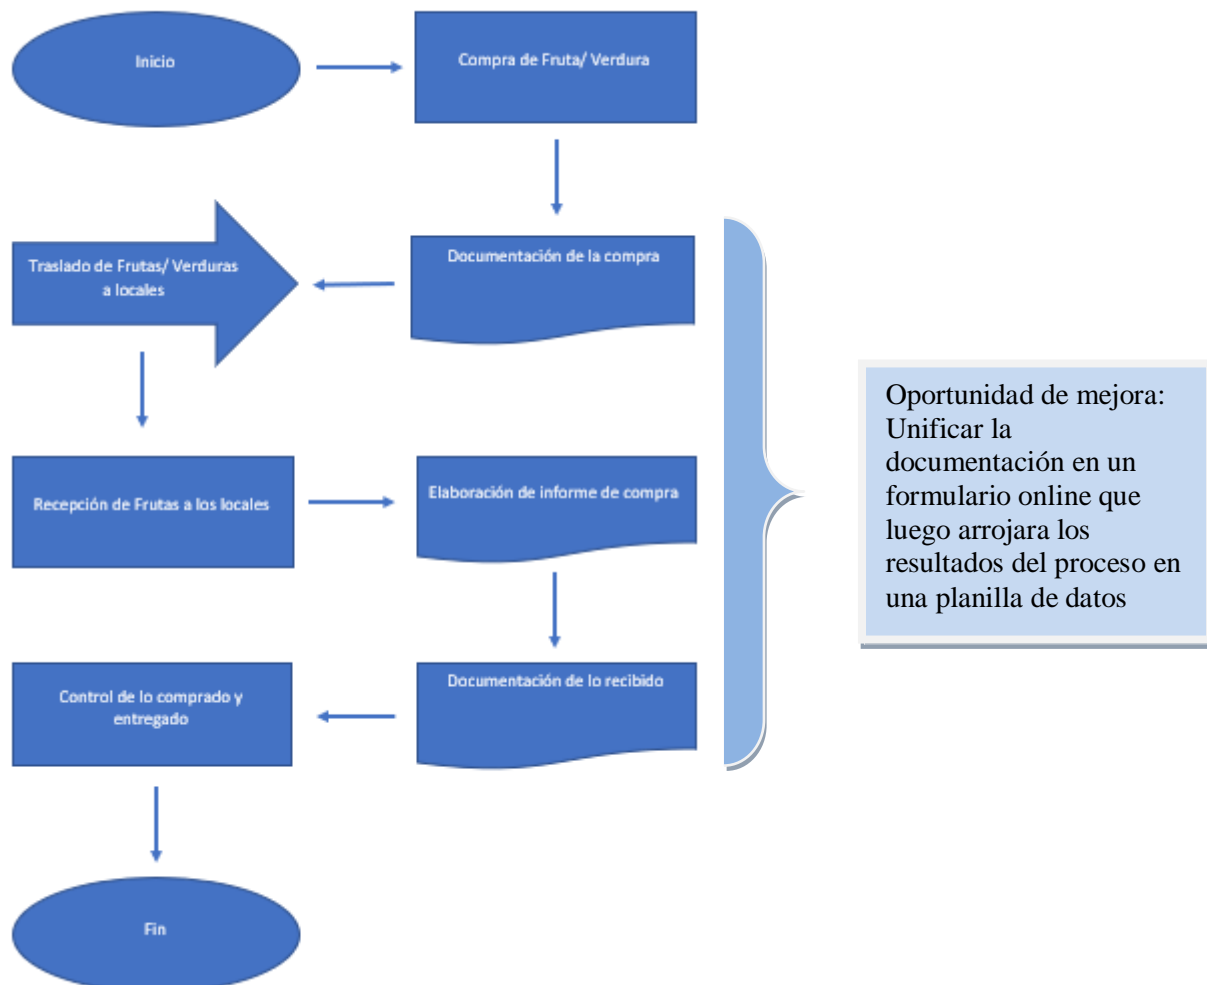 Inicio
Compra de Fruta/ Verdura
Documentación de la compra
Traslado de Frutas/ Verduras
a locales
Recepción de Frutas a los locales
Elaboración de informe de compra
Documentación de lo recibido
Control de lo comprado y
entregado
Fin
Oportunidad de mejora:
Unificar la
documentación en un
formulario online que
luego arrojara los
resultados del proceso en
una planilla de datos